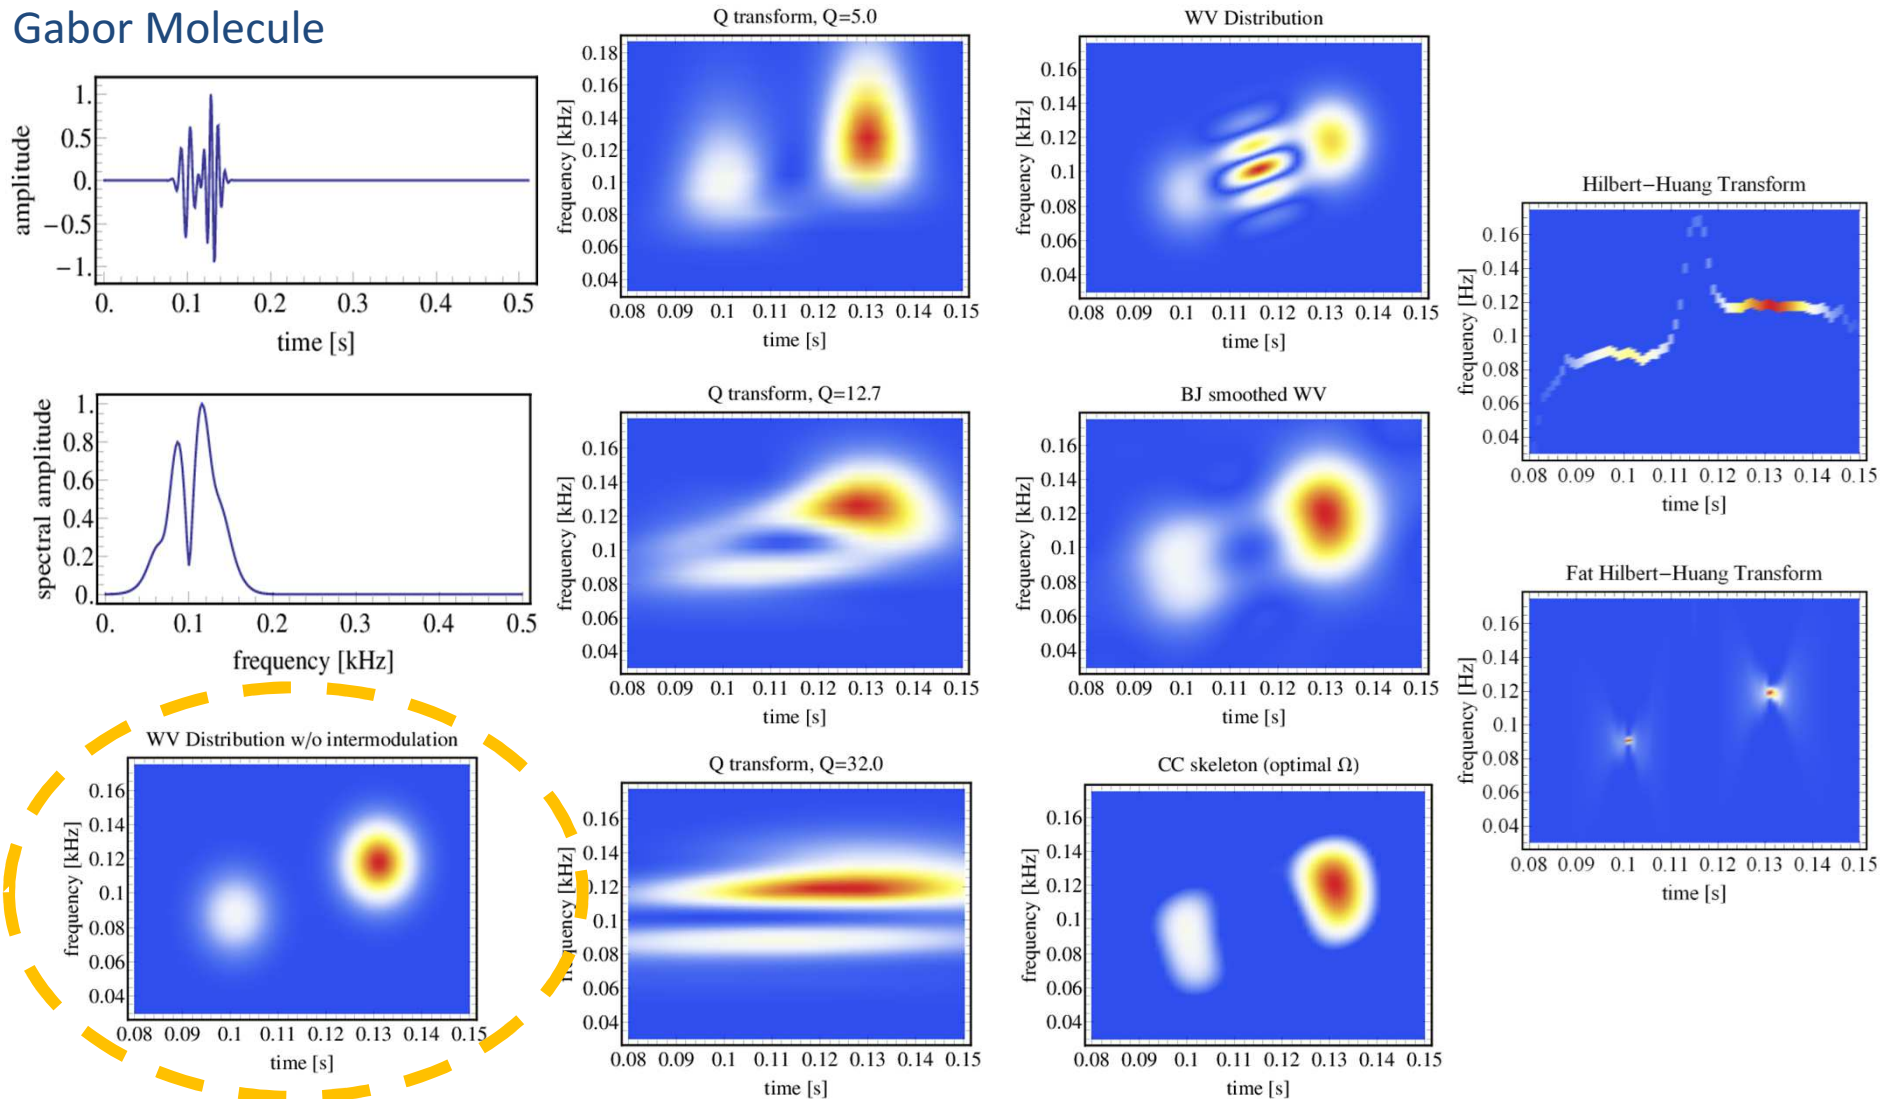 Gabor Molecule
amplitude
1.
0.5
0.
−0.5
−1.
0. 0.1 0.2 0.3 0.4 0.5
time [s]
spectral amplitude
1.
0.8
0.6
0.4
0.2
0.
0. 0.1 0.2 0.3 0.4 0.5
frequency [kHz]
WV Distribution w/o intermodulation
frequency [kHz]
0.16
0.14
0.12
0.1
0.08
0.06
0.04
0.08 0.09 0.1 0.11 0.12 0.13 0.14 0.15
time [s]
Q transform, Q=5.0
frequency [kHz]
0.18
0.16
0.14
0.12
0.1
0.08
0.06
0.04
0.08 0.09 0.1 0.11 0.12 0.13 0.14 0.15
time [s]
Q transform, Q=12.7
frequency [kHz]
0.16
0.14
0.12
0.1
0.08
0.06
0.04
0.08 0.09 0.1 0.11 0.12 0.13 0.14 0.15
time [s]
Q transform, Q=32.0
frequency [kHz]
0.16
0.14
0.12
0.1
0.08
0.06
0.04
0.08 0.09 0.1 0.11 0.12 0.13 0.14 0.15
time [s]
WV Distribution
frequency [kHz]
0.16
0.14
0.12
0.1
0.08
0.06
0.04
0.08 0.09 0.1 0.11 0.12 0.13 0.14 0.15
time [s]
BJ smoothed WV
frequency [kHz]
0.16
0.14
0.12
0.1
0.08
0.06
0.04
0.08 0.09 0.1 0.11 0.12 0.13 0.14 0.15
time [s]
CC skeleton (optimal Ω)
frequency [kHz]
0.16
0.14
0.12
0.1
0.08
0.06
0.04
0.08 0.09 0.1 0.11 0.12 0.13 0.14 0.15
time [s]
Hilbert−Huang Transform
frequency [Hz]
0.16
0.14
0.12
0.1
0.08
0.06
0.04
0.08 0.09 0.1 0.11 0.12 0.13 0.14 0.15
time [s]
Fat Hilbert−Huang Transform
frequency [Hz]
0.16
0.14
0.12
0.1
0.08
0.06
0.04
0.08 0.09 0.1 0.11 0.12 0.13 0.14 0.15
time [s]